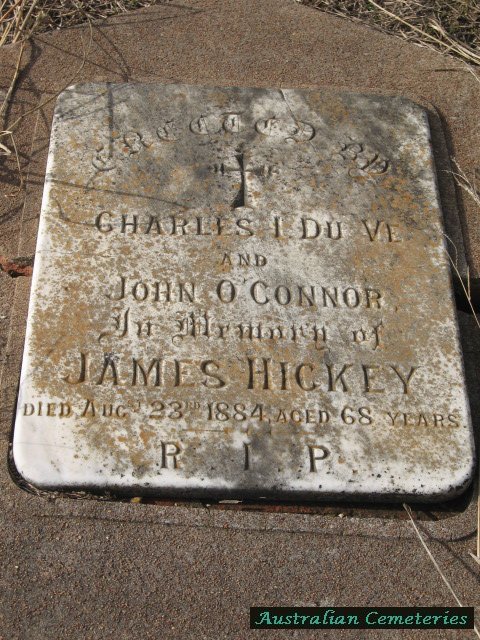 ERECTED BY
CHARLES I DU VE
AND
JOHN O'CONNOR
In Memory of
JAMES HICKEY
DIED AUGST 23RD 1884, AGED 68 YEARS
R I P
Australian Cemeteries